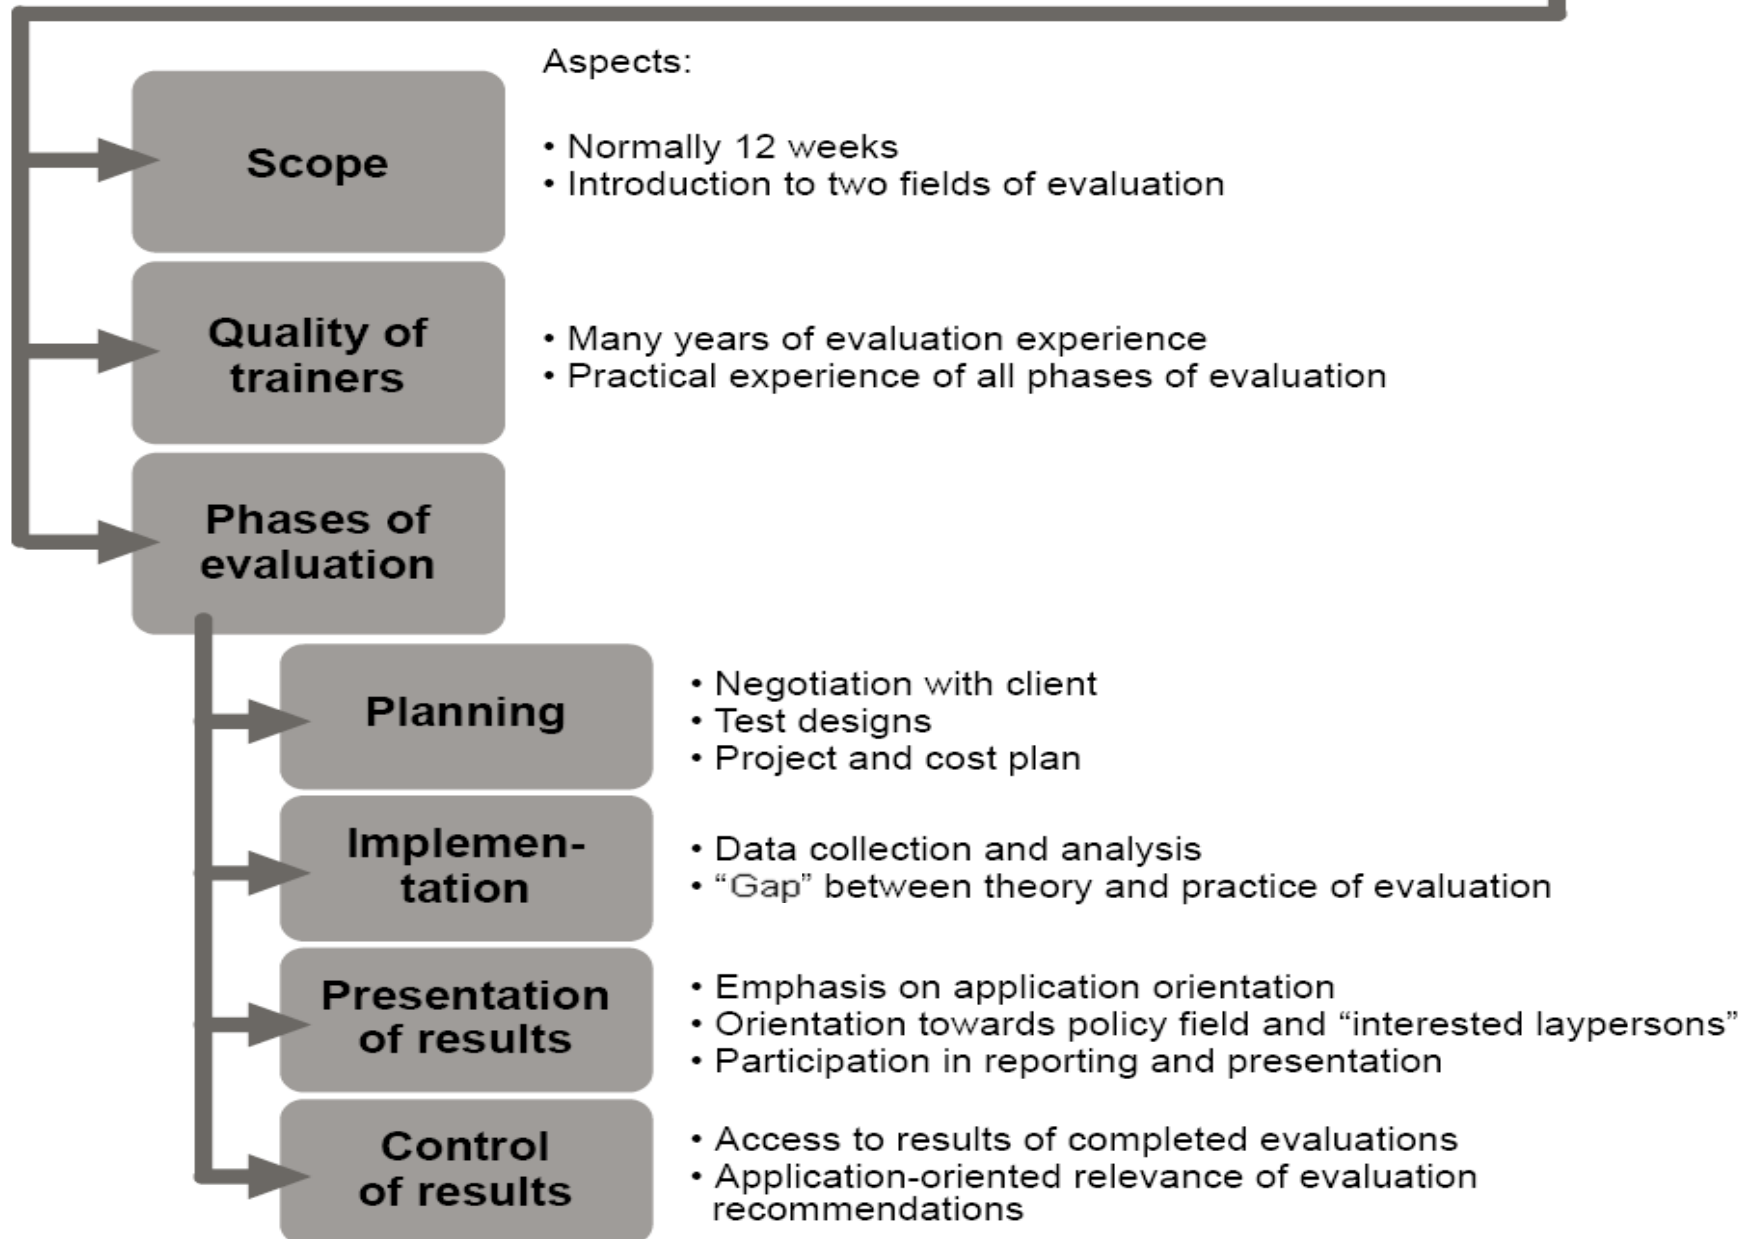 Aspects:
Scope
• Normally 12 weeks
• Introduction to two fields of evaluation
Quality of
trainers
• Many years of evaluation experience
• Practical experience of all phases of evaluation
Phases of
evaluation
Planning
• Negotiation with client
• Test designs
• Project and cost plan
Implemen-
tation
• Data collection and analysis
• “Gap” between theory and practice of evaluation
Presentation
of results
• Emphasis on application orientation
• Orientation towards policy field and “interested laypersons”
• Participation in reporting and presentation
Control
of results
• Access to results of completed evaluations
• Application-oriented relevance of evaluation
recommendations